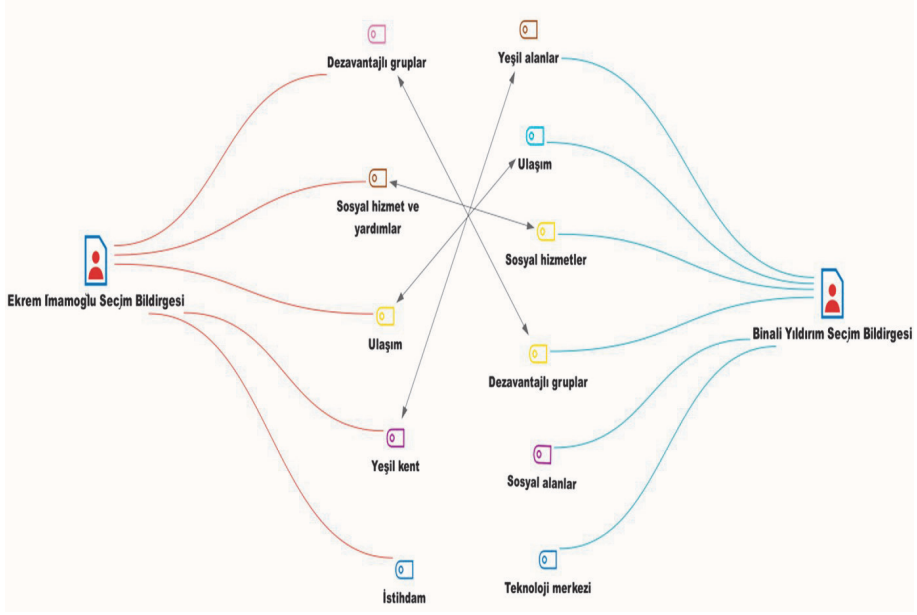 Dezavantajlı gruplar
Yeşil alanlar
Ulaşım
Sosyal hizmet ve
yardımlar
Sosyal hizmetler
Ekrem İmamoğlu Seçim Bildirgesi
Binali Yıldırım Seçim Bildirgesi
Ulaşım
Dezavantajlı gruplar
Yeşil kent
Sosyal alanlar
İstihdam
Teknoloji merkezi